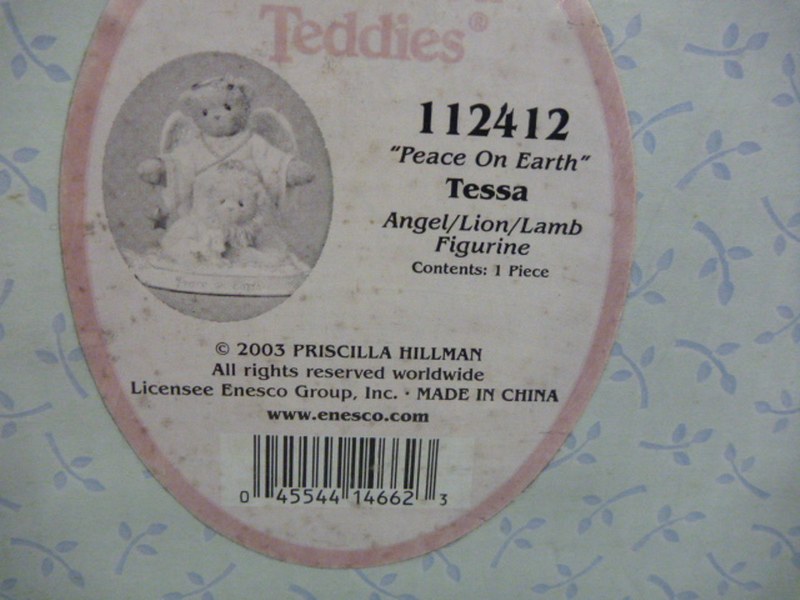 Teddies®
112412
"Peace On Earth"
Tessa
Angel/Lion/Lamb
Figurine
Contents: 1 Piece
© 2003 PRISCILLA HILLMAN
All rights reserved worldwide
Licensee Enesco Group, Inc. · MADE IN CHINA
www.enesco.com
0 45544 14662 3